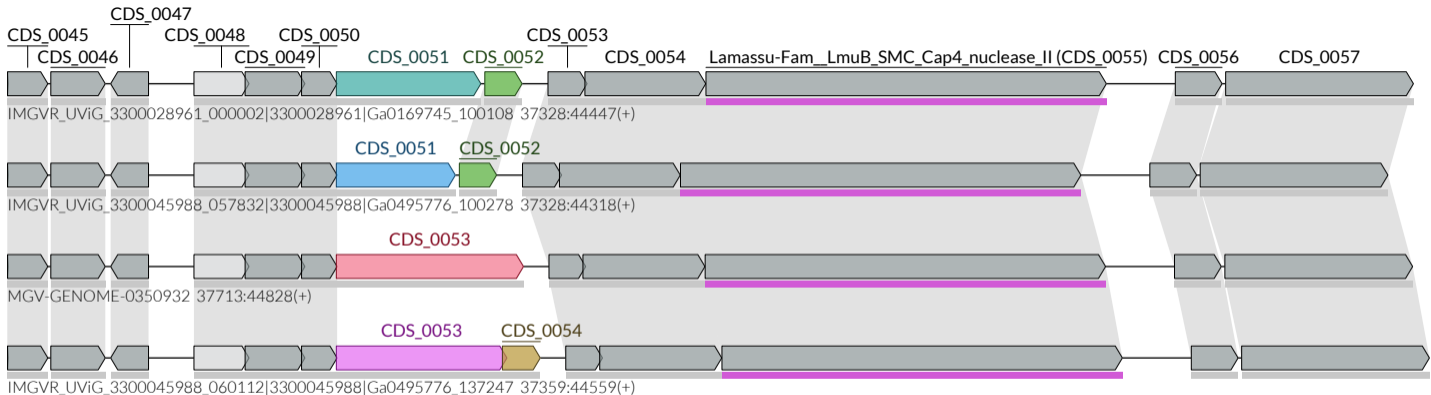 CDS_0047
CDS_0045 CDS_0048 CDS_0050 CDS_0053
CDS_0046 CDS_0049 CDS_0051 CDS_0052 CDS_0054 Lamassu-Fam__LmuB_SMC_Cap4_nuclease_II (CDS_0055) CDS_0056 CDS_0057
IMGVR_UViG_3300028961_000002|3300028961|Ga0169745_100108 37328:44447(+)
CDS_0051 CDS_0052
IMGVR_UViG_3300045988_057832|3300045988|Ga0495776_100278 37328:44318(+)
CDS_0053
MGV-GENOME-0350932 37713:44828(+)
CDS_0053 CDS_0054
IMGVR_UViG_3300045988_060112|3300045988|Ga0495776_137247 37359:44559(+)